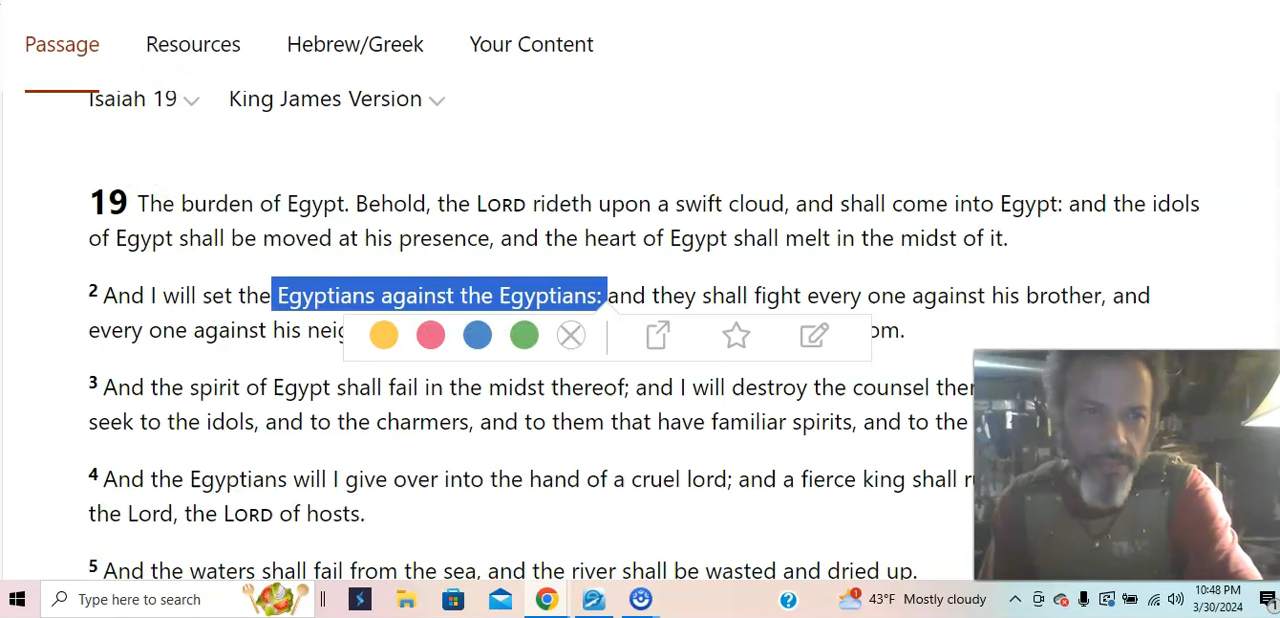 Passage Resources Hebrew/Greek Your Content
Isaiah 19 King James Version
19 The burden of Egypt. Behold, the LORD rideth upon a swift cloud, and shall come into Egypt: and the idols
of Egypt shall be moved at his presence, and the heart of Egypt shall melt in the midst of it.
2 And I will set the Egyptians against the Egyptians: and they shall fight every one against his brother, and
every one against his neig om.
3 And the spirit of Egypt shall fail in the midst thereof; and I will destroy the counsel ther
seek to the idols, and to the charmers, and to them that have familiar spirits, and to the
4 And the Egyptians will I give over into the hand of a cruel lord; and a fierce king shall ru
the Lord, the LORD of hosts.
5 And the waters shall fail from the sea, and the river shall be wasted and dried up.
Type here to search 43°F Mostly cloudy 10:48 PM
3/30/2024